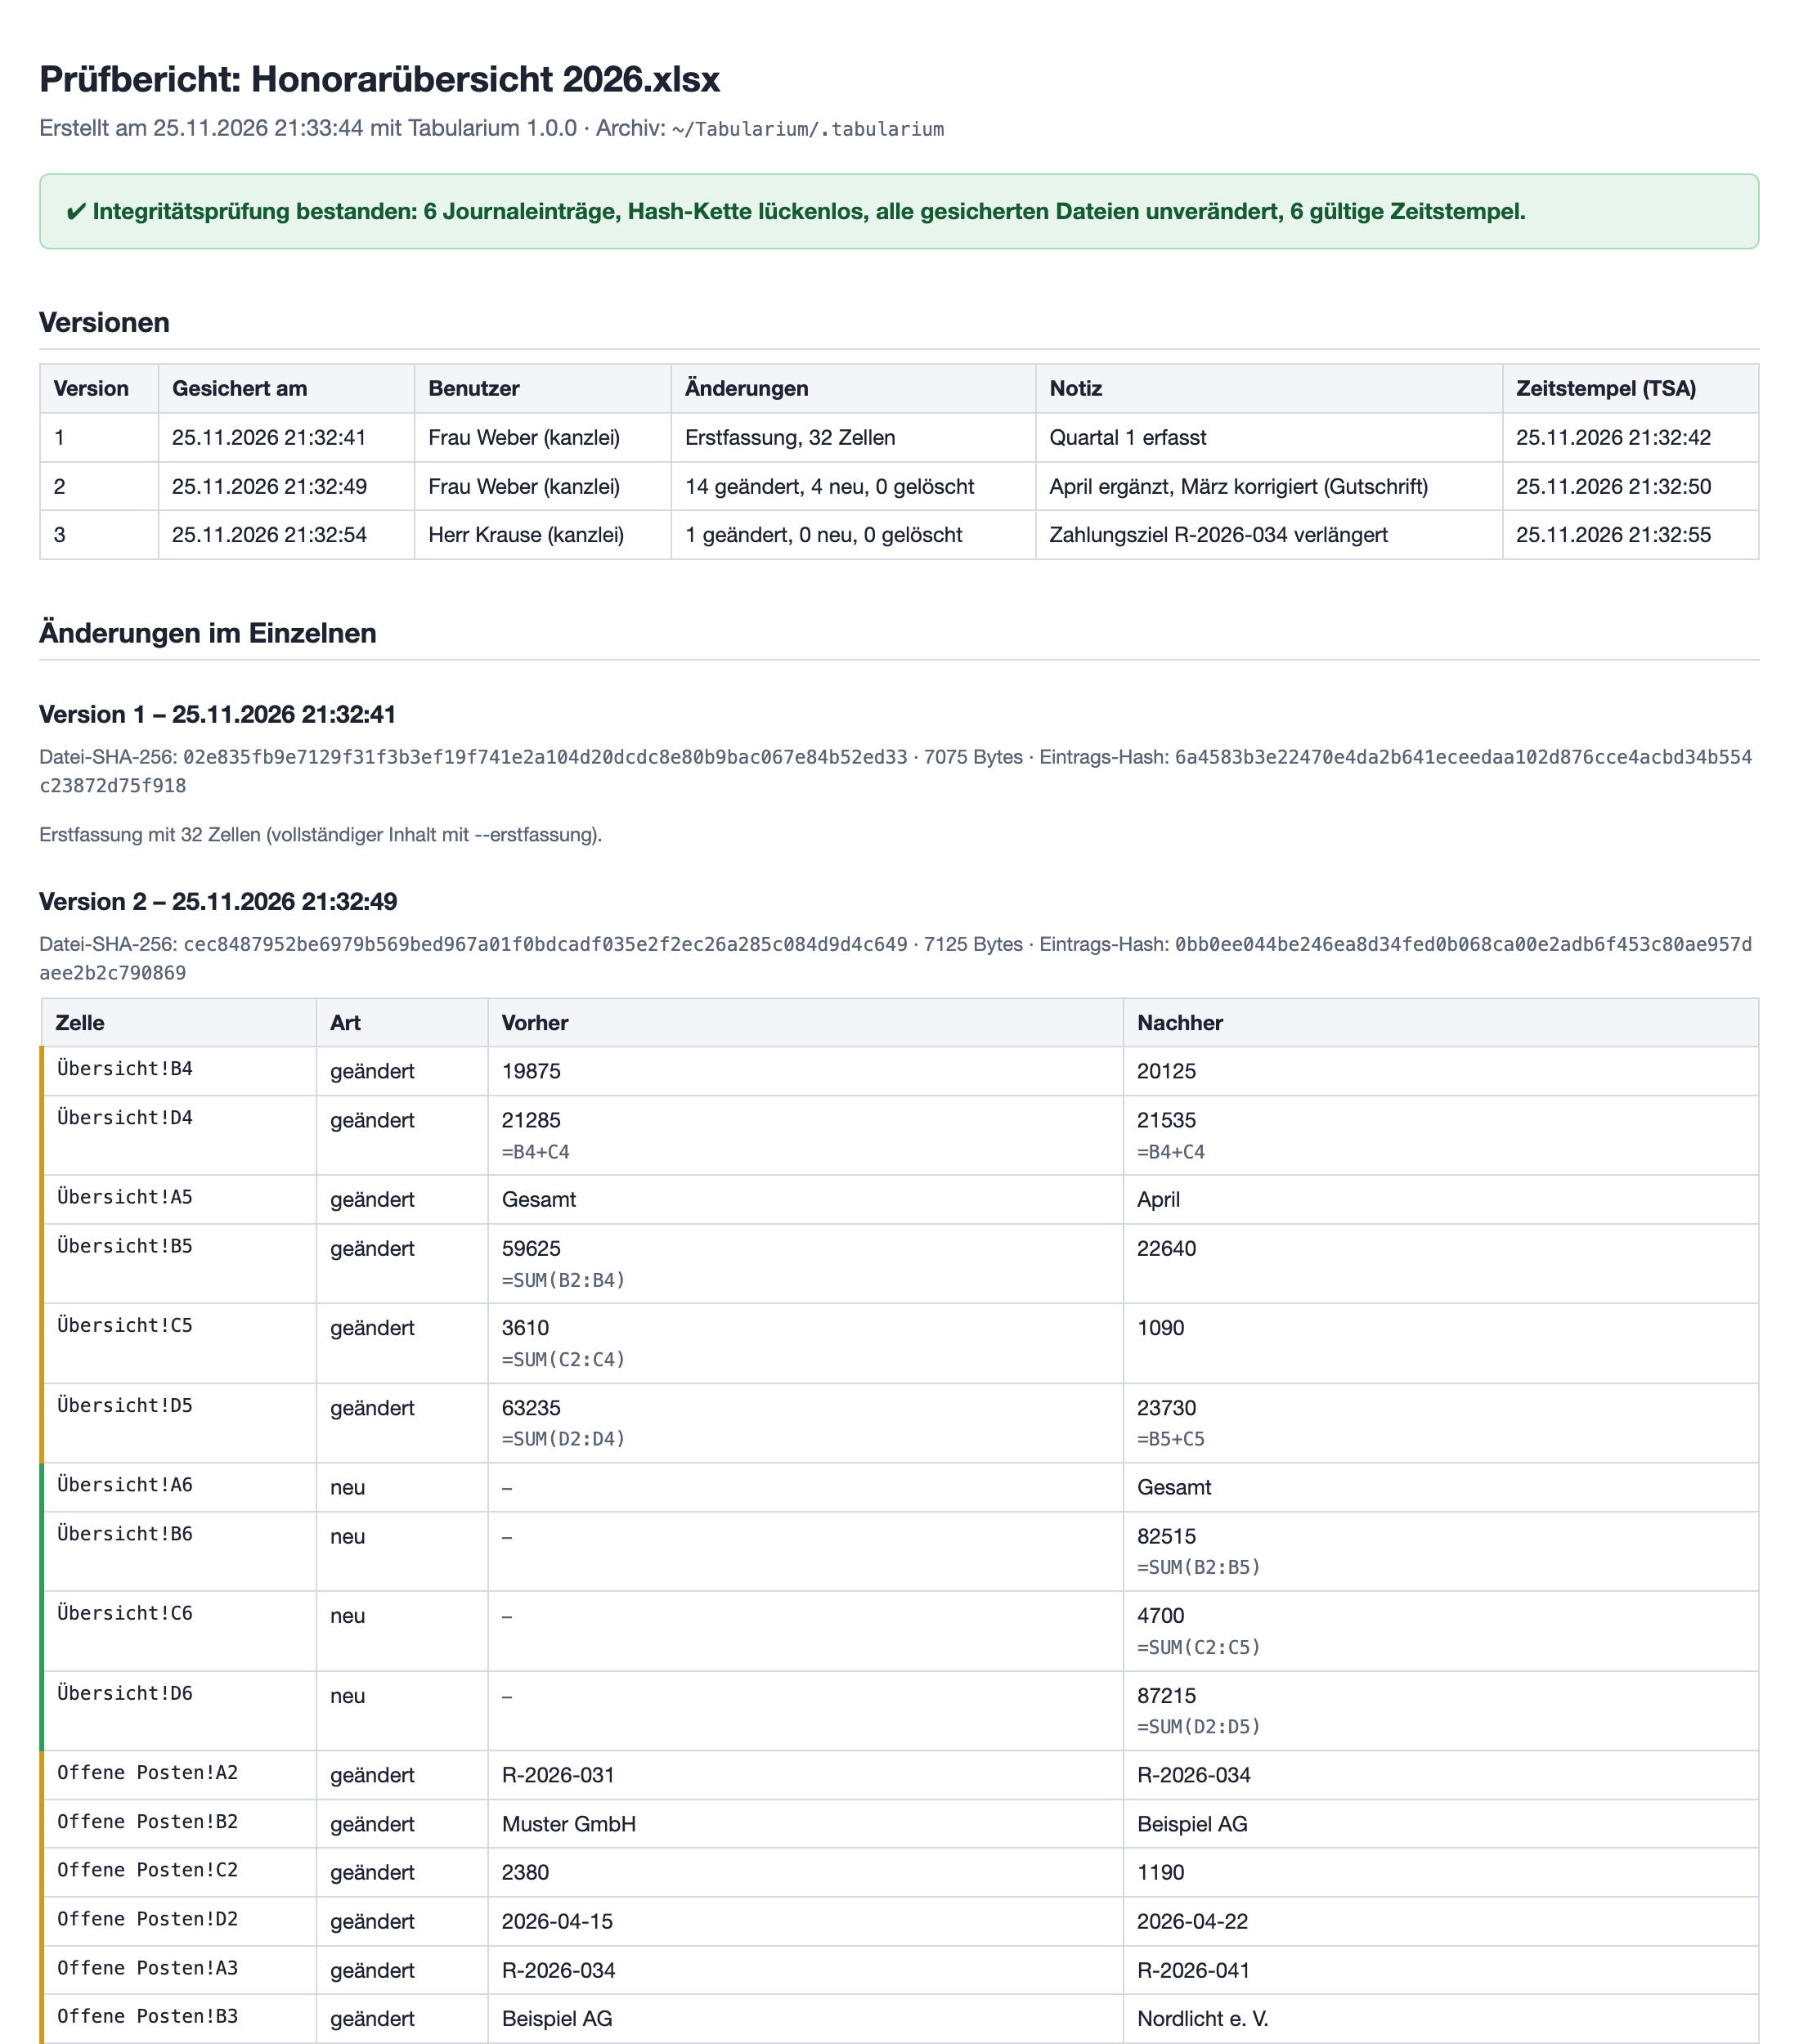 Prüfbericht: Honorarübersicht 2026.xlsx
Erstellt am 25.11.2026 21:33:44 mit Tabularium 1.0.0 · Archiv: ~/Tabularium/.tabularium
✔ Integritätsprüfung bestanden: 6 Journaleinträge, Hash-Kette lückenlos, alle gesicherten Dateien unverändert, 6 gültige Zeitstempel.
Versionen
Version Gesichert am Benutzer Änderungen Notiz Zeitstempel (TSA)
1 25.11.2026 21:32:41 Frau Weber (kanzlei) Erstfassung, 32 Zellen Quartal 1 erfasst 25.11.2026 21:32:42
2 25.11.2026 21:32:49 Frau Weber (kanzlei) 14 geändert, 4 neu, 0 gelöscht April ergänzt, März korrigiert (Gutschrift) 25.11.2026 21:32:50
3 25.11.2026 21:32:54 Herr Krause (kanzlei) 1 geändert, 0 neu, 0 gelöscht Zahlungsziel R-2026-034 verlängert 25.11.2026 21:32:55
Änderungen im Einzelnen
Version 1 – 25.11.2026 21:32:41
Datei-SHA-256: 02e835fb9e7129f31f3b3ef19f741e2a104d20dcdc8e80b9bac067e84b52ed33 · 7075 Bytes · Eintrags-Hash: 6a4583b3e22470e4da2b641eceedaa102d876cce4acbd34b554
c23872d75f918
Erstfassung mit 32 Zellen (vollständiger Inhalt mit --erstfassung).
Version 2 – 25.11.2026 21:32:49
Datei-SHA-256: cec8487952be6979b569bed967a01f0bdcadf035e2f2ec26a285c084d9d4c649 · 7125 Bytes · Eintrags-Hash: 0bb0ee044be246ea8d34fed0b068ca00e2adb6f453c80ae957d
aee2b2c790869
Zelle Art Vorher Nachher
Übersicht!B4 geändert 19875 20125
Übersicht!D4 geändert 21285 21535
=B4+C4 =B4+C4
Übersicht!A5 geändert Gesamt April
Übersicht!B5 geändert 59625 22640
=SUM(B2:B4)
Übersicht!C5 geändert 3610 1090
=SUM(C2:C4)
Übersicht!D5 geändert 63235 23730
=SUM(D2:D4) =B5+C5
Übersicht!A6 neu – Gesamt
Übersicht!B6 neu – 82515
=SUM(B2:B5)
Übersicht!C6 neu – 4700
=SUM(C2:C5)
Übersicht!D6 neu – 87215
=SUM(D2:D5)
Offene Posten!A2 geändert R-2026-031 R-2026-034
Offene Posten!B2 geändert Muster GmbH Beispiel AG
Offene Posten!C2 geändert 2380 1190
Offene Posten!D2 geändert 2026-04-15 2026-04-22
Offene Posten!A3 geändert R-2026-034 R-2026-041
Offene Posten!B3 geändert Beispiel AG Nordlicht e. V.